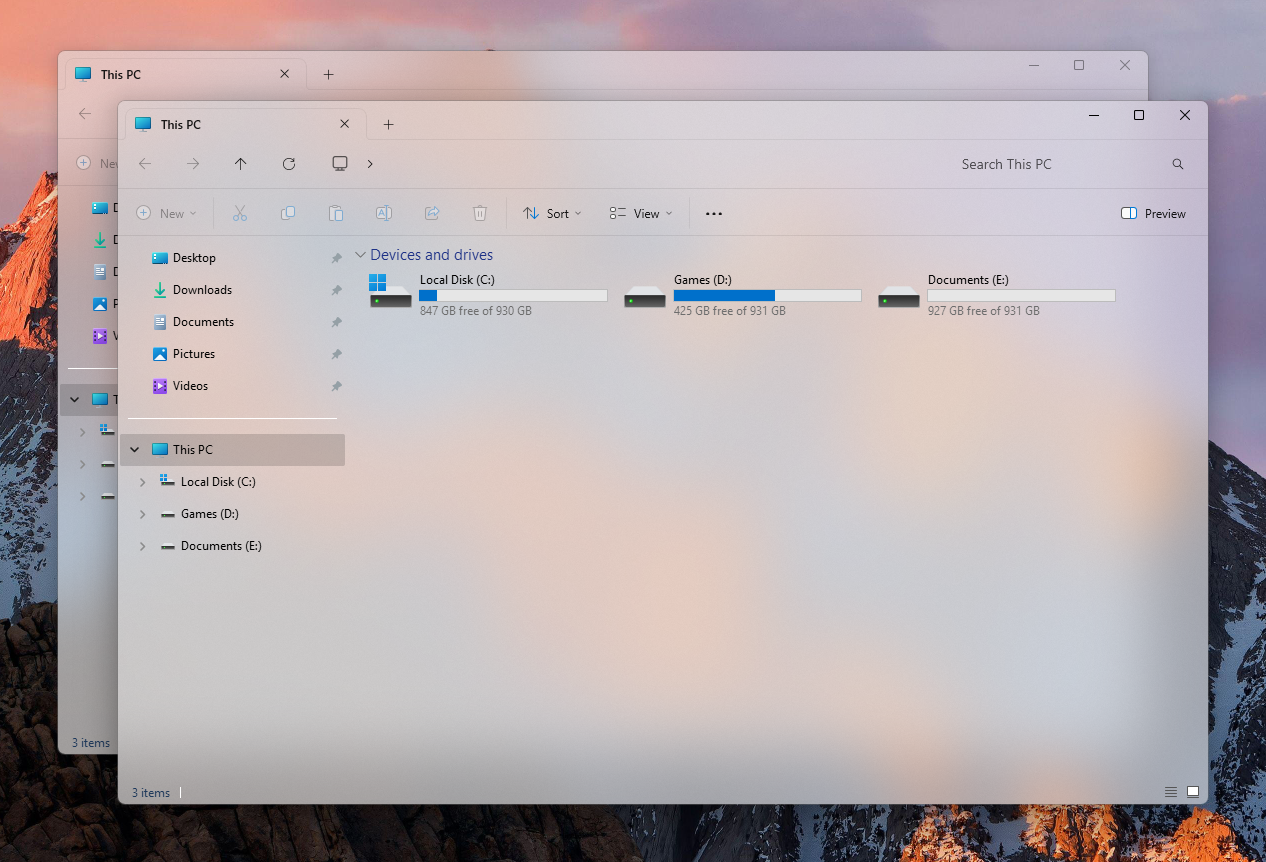 This PC
New
3 items
This PC
Search This PC
New
Sort
View
Preview
Desktop
Downloads
Documents
Pictures
Videos
This PC
Local Disk (C:)
Games (D:)
Documents (E:)
Devices and drives
Local Disk (C:)
847 GB free of 930 GB
Games (D:)
425 GB free of 931 GB
Documents (E:)
927 GB free of 931 GB
3 items